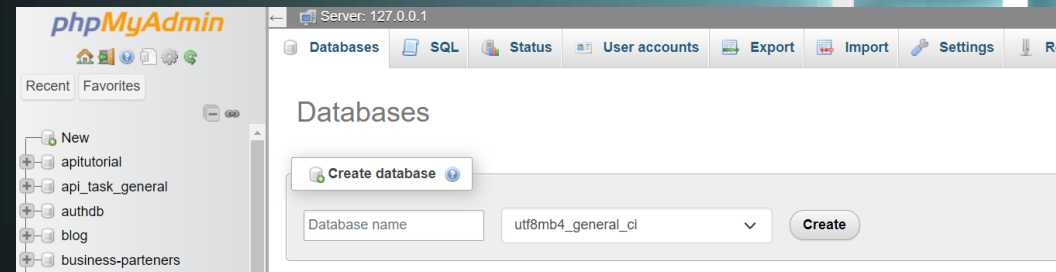 phpMyAdmin
Recent Favorites
New
apitutorial
api_task_general
authdb
blog
business-parteners
Server: 127.0.0.1
Databases SQL Status User accounts Export Import Settings
Databases
Create database
Database name utf8mb4_general_ci Create